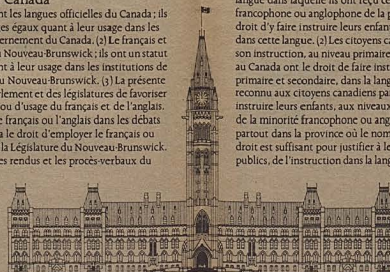 Canada
nt les langues officielles du Canada ; ils
es égaux quant à leur usage dans les
ernement du Canada. (2) Le français et
u Nouveau-Brunswick ; ils ont un statut
nt à leur usage dans les institutions de
u Nouveau-Brunswick. (3) La présente
rlement et des législatures de favoriser
ou d'usage du français et de l'anglais.
e français ou l'anglais dans les débats
a le droit d'employer le français ou
la Législature du Nouveau-Brunswick.
es rendus et les procès-verbaux du
langue dans laquelle ils ont reçu ce
francophone ou anglophone de la p
droit d'y faire instruire leurs enfan
dans cette langue. (2) Les citoyens ca
son instruction, au niveau primaire
au Canada ont le droit de faire inst
primaire et secondaire, dans la lang
reconnu aux citoyens canadiens pa
instruire leurs enfants, aux niveaux
de la minorité francophone ou ang
partout dans la province où le nom
droit est suffisant pour justifier à le
publics, de l'instruction dans la lang